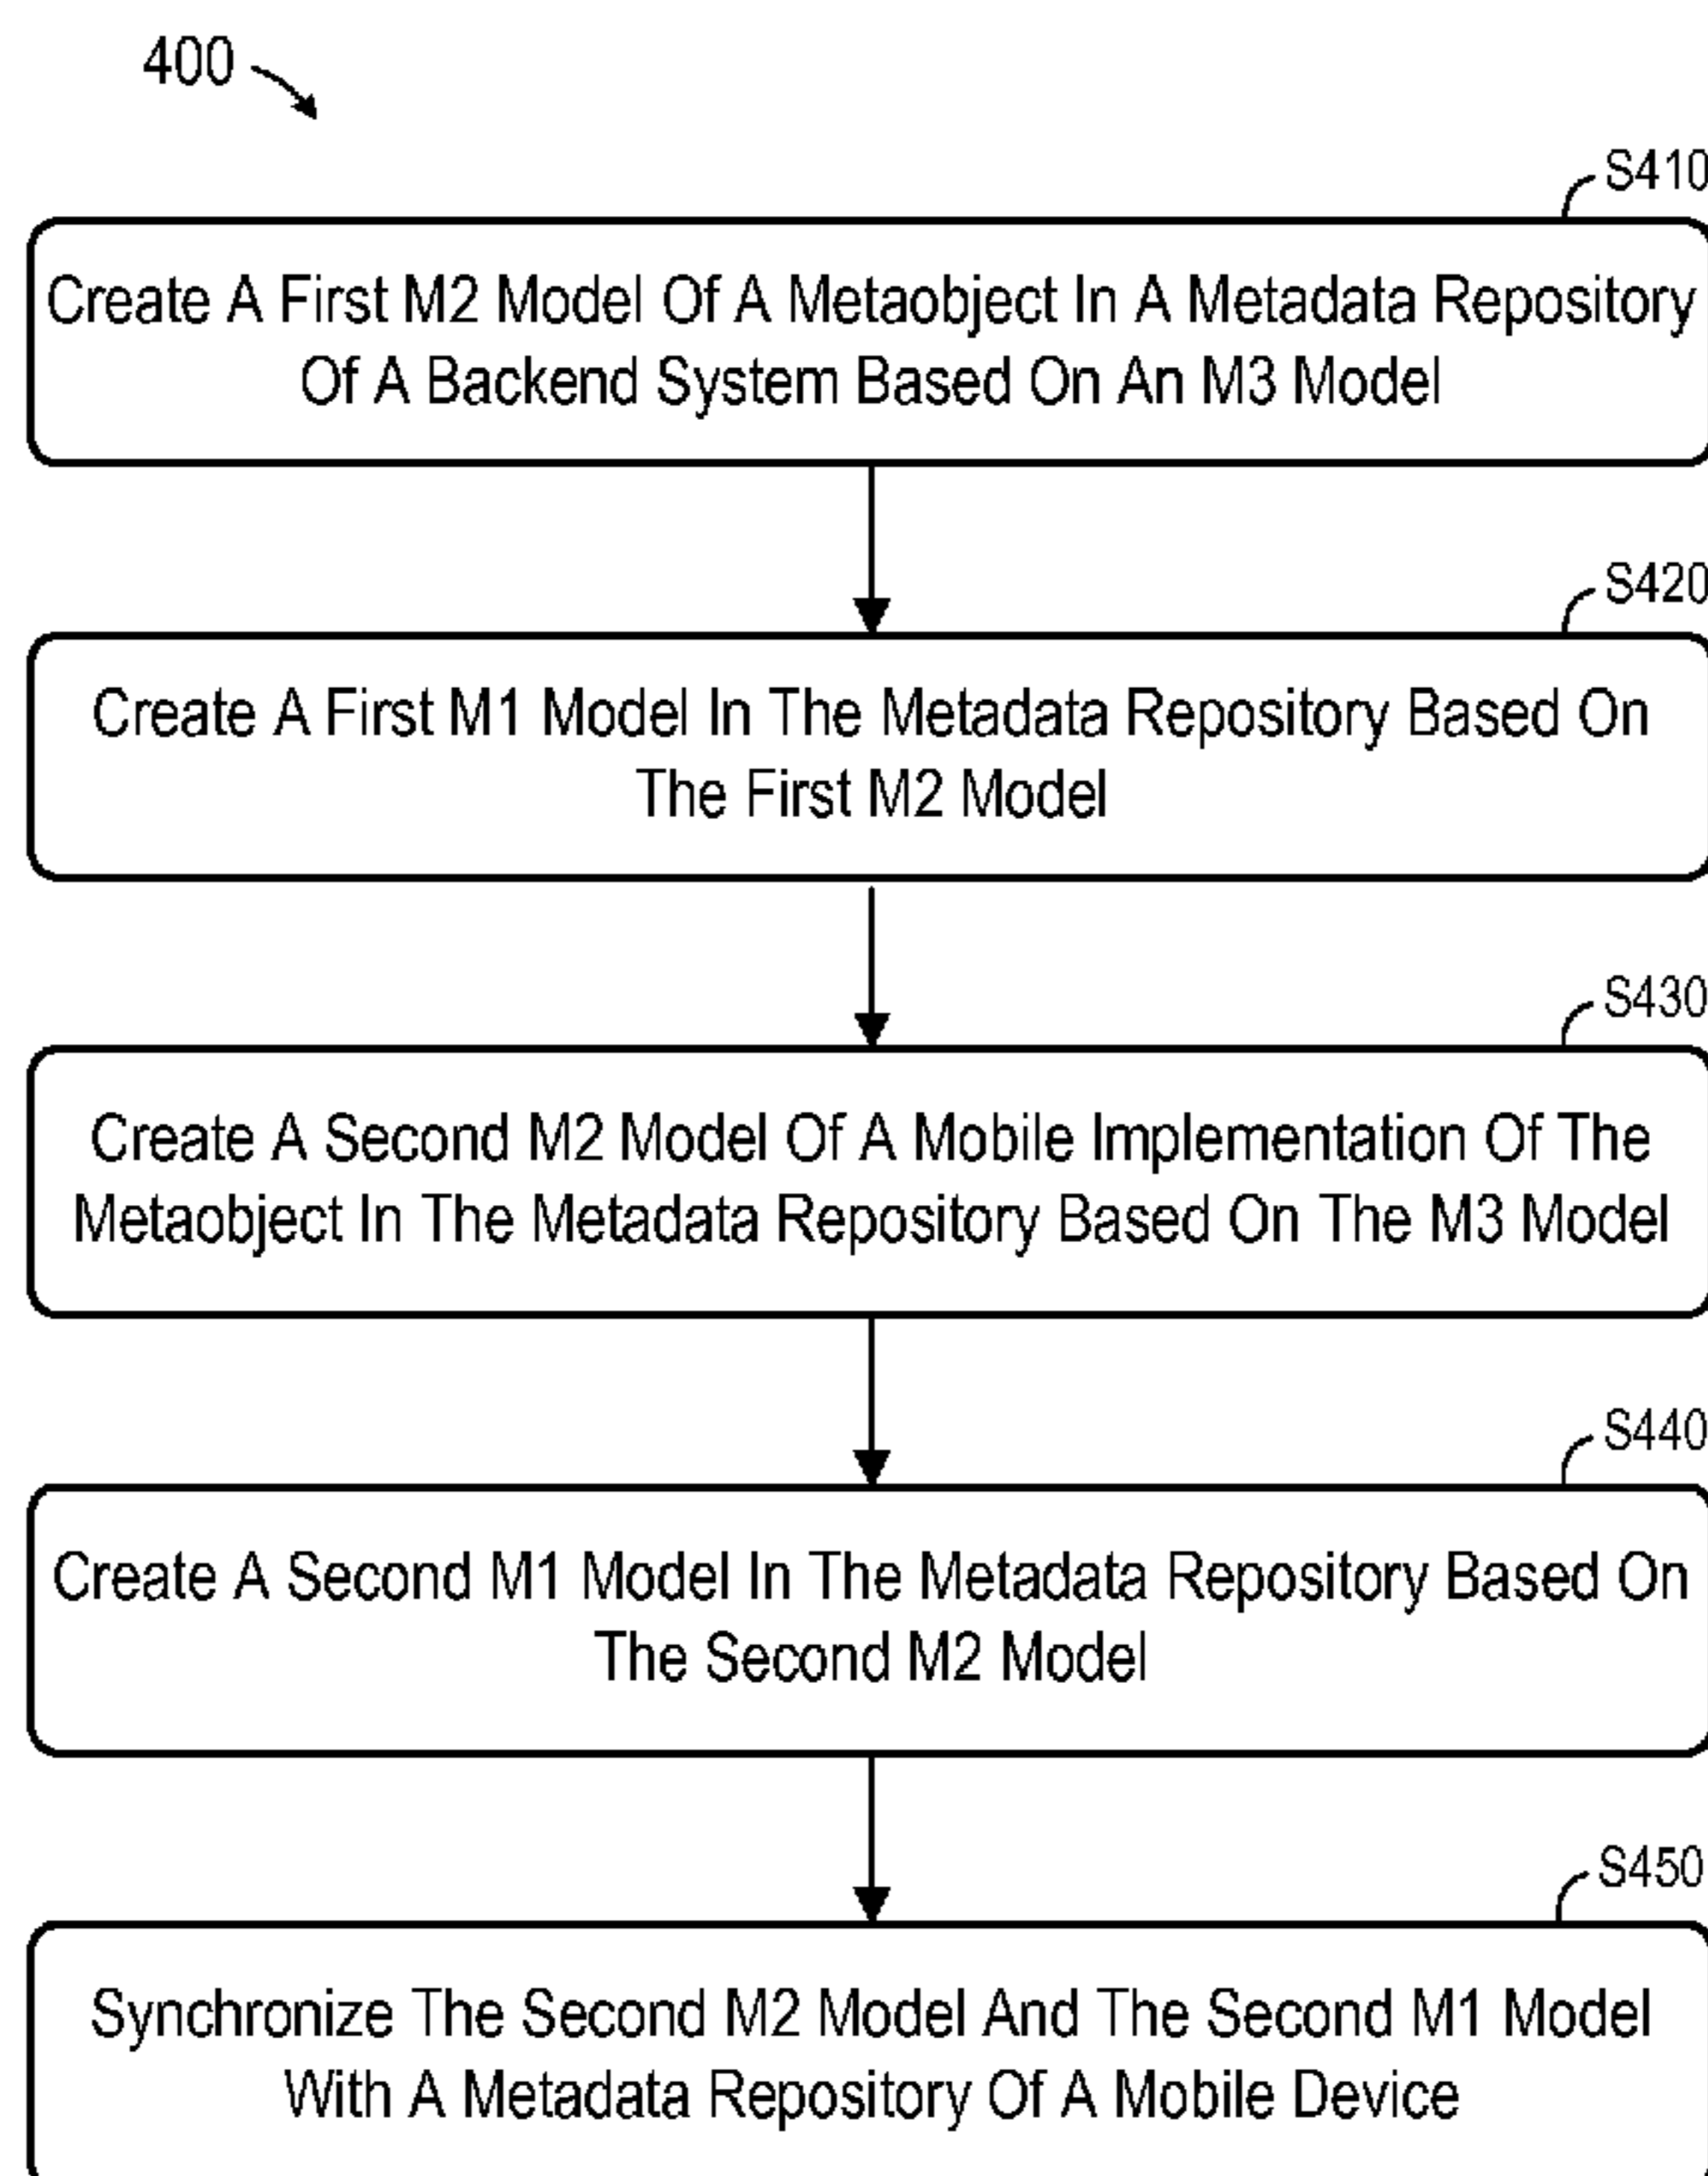 400
S410
Create A First M2 Model Of A Metaobject In A Metadata Repository
Of A Backend System Based On An M3 Model
S420
Create A First M1 Model In The Metadata Repository Based On
The First M2 Model
S430
Create A Second M2 Model Of A Mobile Implementation Of The
Metaobject In The Metadata Repository Based On The M3 Model
S440
Create A Second M1 Model In The Metadata Repository Based On
The Second M2 Model
S450
Synchronize The Second M2 Model And The Second M1 Model
With A Metadata Repository Of A Mobile Device